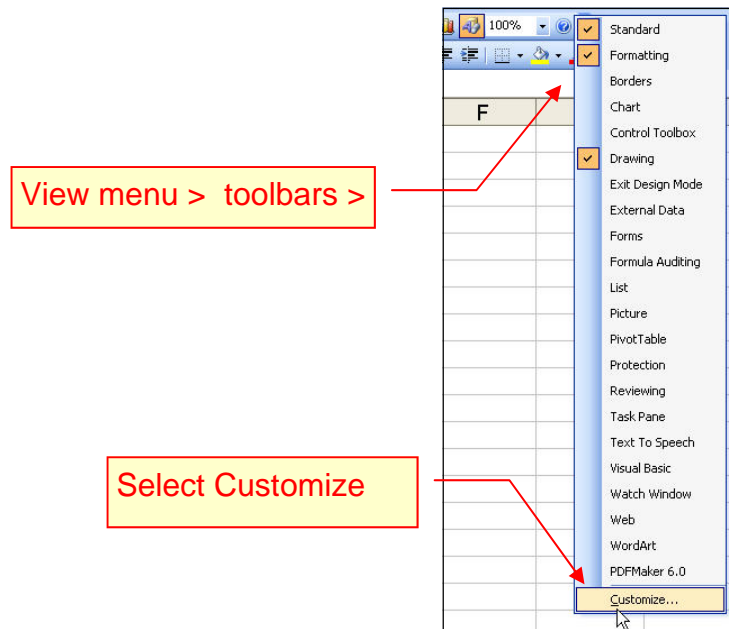 100%
Standard
Formatting
Borders
F
Chart
Control Toolbox
Drawing
View menu >  toolbars >
Exit Design Mode
External Data
Forms
Formula Auditing
List
Picture
PivotTable
Protection
Reviewing
Task Pane
Text To Speech
Select Customize
Visual Basic
Watch Window
Web
WordArt
PDFMaker 6.0
Customize...